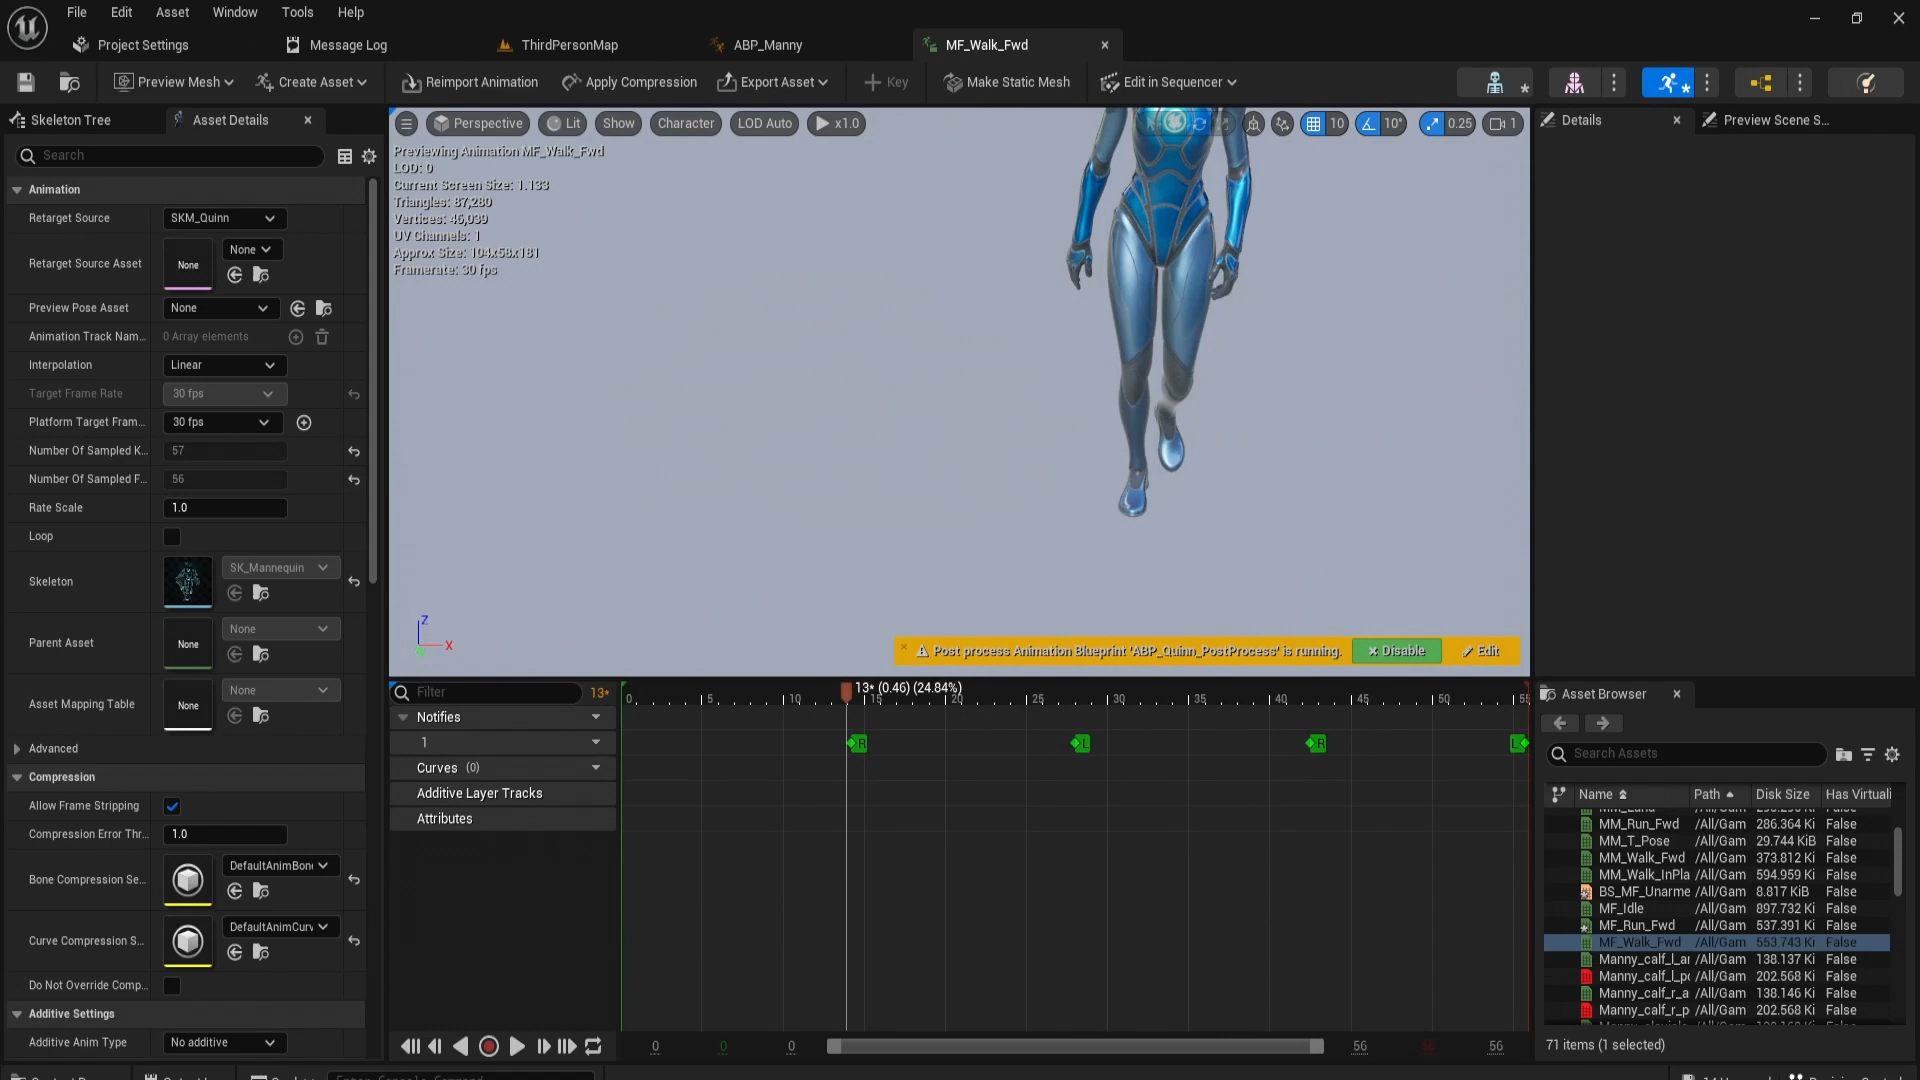 File Edit Asset Window Tools Help
Project Settings Message Log ThirdPersonMap ABP_Manny MF_Walk_Fwd
Preview Mesh Create Asset Reimport Animation Apply Compression Export Asset Key Make Static Mesh Edit in Sequencer
Skeleton Tree Asset Details
Search
Animation
Retarget Source SKM_Quinn
Retarget Source Asset None None
Preview Pose Asset None
Animation Track Nam... 0 Array elements
Interpolation Linear
Target Frame Rate 30 fps
Platform Target Fram... 30 fps
Number Of Sampled K... 57
Number Of Sampled F... 56
Rate Scale 1.0
Loop
Skeleton SK_Mannequin
Parent Asset None None
Asset Mapping Table None None
Advanced
Compression
Allow Frame Stripping
Compression Error Thr... 1.0
Bone Compression Se... DefaultAnimBon
Curve Compression S... DefaultAnimCurv
Do Not Override Comp...
Additive Settings
Additive Anim Type No additive
Perspective Lit Show Character LOD Auto x1.0 10 10° 0.25 1
Previewing Animation MF_Walk_Fwd
LOD: 0
Current Screen Size: 1.133
Triangles: 87,280
Vertices: 46,039
UV Channels: 1
Approx Size: 104x58x181
Framerate: 30 fps
Z
X
Post process Animation Blueprint 'ABP_Quinn_PostProcess' is running. Disable Edit
Filter 13*
13* (0.46) (24.84%)
0 5 10 15 20 25 30 35 40 45 50 55
Notifies
1 R L R L
Curves (0)
Additive Layer Tracks
Attributes
0 0 0 56 56 56
Details Preview Scene S...
Asset Browser
Search Assets
Name Path Disk Size Has Virtuali
MM_Run_Fwd /All/Gam 286.364 Ki False
MM_T_Pose /All/Gam 29.744 KiB False
MM_Walk_Fwd /All/Gam 373.812 Ki False
MM_Walk_InPla /All/Gam 594.959 Ki False
BS_MF_Unarme /All/Gam 8.817 KiB False
MF_Idle /All/Gam 897.732 Ki False
MF_Run_Fwd /All/Gam 537.391 Ki False
MF_Walk_Fwd /All/Gam 553.743 Ki False
Manny_calf_l_ar /All/Gam 138.137 Ki False
Manny_calf_l_po /All/Gam 202.568 Ki False
Manny_calf_r_a /All/Gam 138.146 Ki False
Manny_calf_r_p /All/Gam 202.568 Ki False
71 items (1 selected)